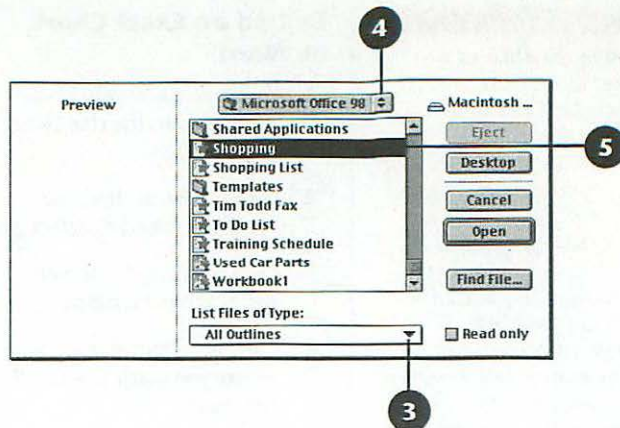 4
Preview
Microsoft Office 98
Macintosh ...
Shared Applications
Shopping
Shopping List
Templates
Tim Todd Fax
To Do List
Training Schedule
Used Car Parts
Workbook1
Eject
5
Desktop
Cancel
Open
Find File...
List Files of Type:
All Outlines
Read only
3